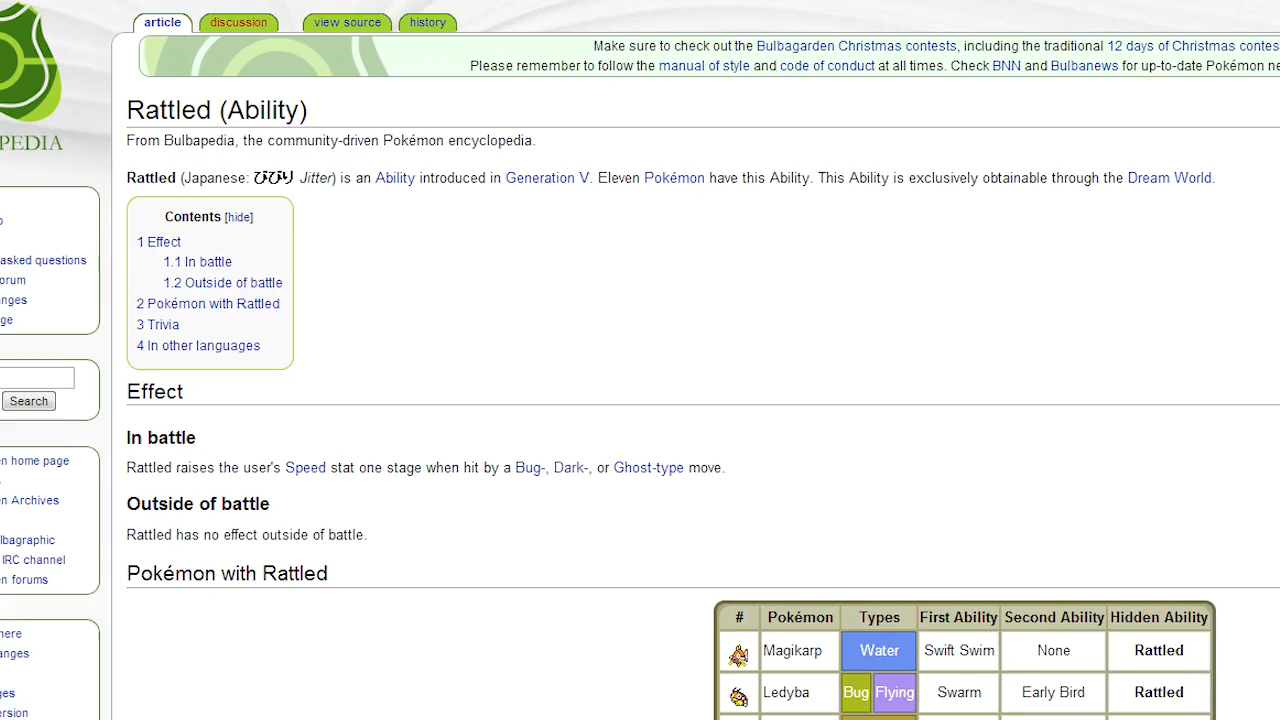 article discussion view source history
Make sure to check out the Bulbagarden Christmas contests, including the traditional 12 days of Christmas contes
Please remember to follow the manual of style and code of conduct at all times. Check BNN and Bulbanews for up-to-date Pokémon ne
PEDIA
Rattled (Ability)
From Bulbapedia, the community-driven Pokémon encyclopedia.
Rattled (Japanese: びびり Jitter) is an Ability introduced in Generation V. Eleven Pokémon have this Ability. This Ability is exclusively obtainable through the Dream World.
Contents [hide]
1 Effect
1.1 In battle
1.2 Outside of battle
2 Pokémon with Rattled
3 Trivia
4 In other languages
asked questions
orum
anges
ge
Search
en home page
en Archives
lbagraphic
IRC channel
en forums
here
anges
ges
ersion
Effect
In battle
Rattled raises the user's Speed stat one stage when hit by a Bug-, Dark-, or Ghost-type move.
Outside of battle
Rattled has no effect outside of battle.
Pokémon with Rattled
# Pokémon Types First Ability Second Ability Hidden Ability
Magikarp Water Swift Swim None Rattled
Ledyba Bug Flying Swarm Early Bird Rattled